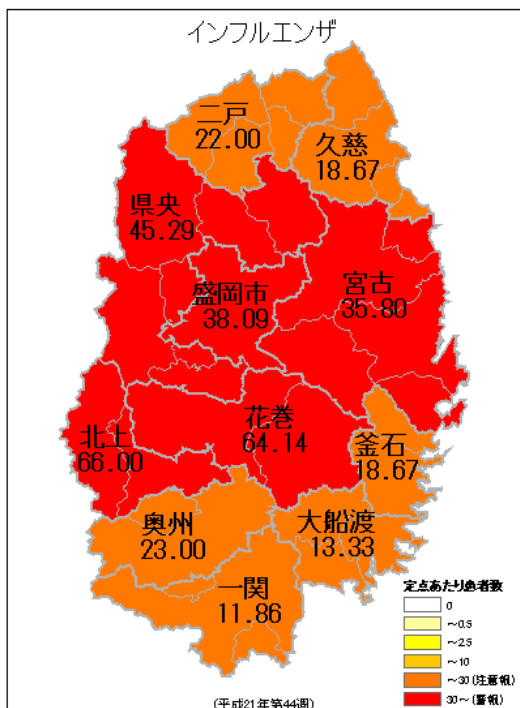 インフルエンザ
二戸
22.00
久慈
18.67
県央
45.29
盛岡市
38.09
宮古
35.80
花巻
64.14
北上
66.00
釜石
18.67
奥州
23.00
大船渡
13.33
一関
11.86
定点あたり患者数
0
～0.5
～2.5
～10
～30(注意報)
30～(警報)
(平成21年第44週)